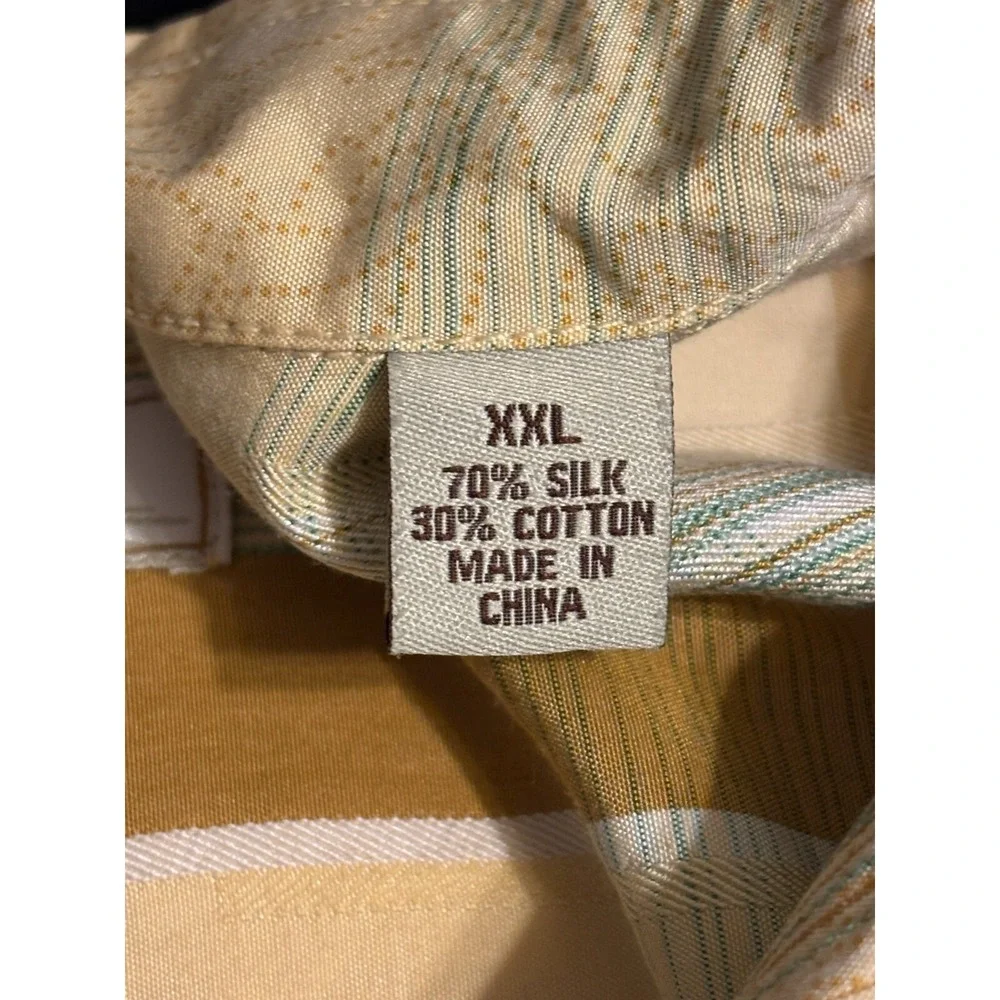 XXL
70% SILK
30% COTTON
MADE IN
CHINA